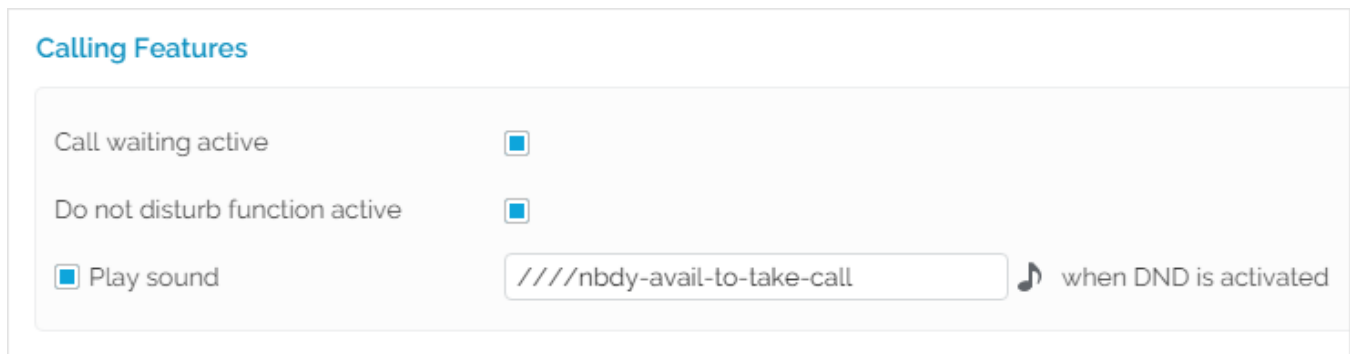 Calling Features
Call waiting active
Do not disturb function active
Play sound ////nbdy-avail-to-take-call when DND is activated